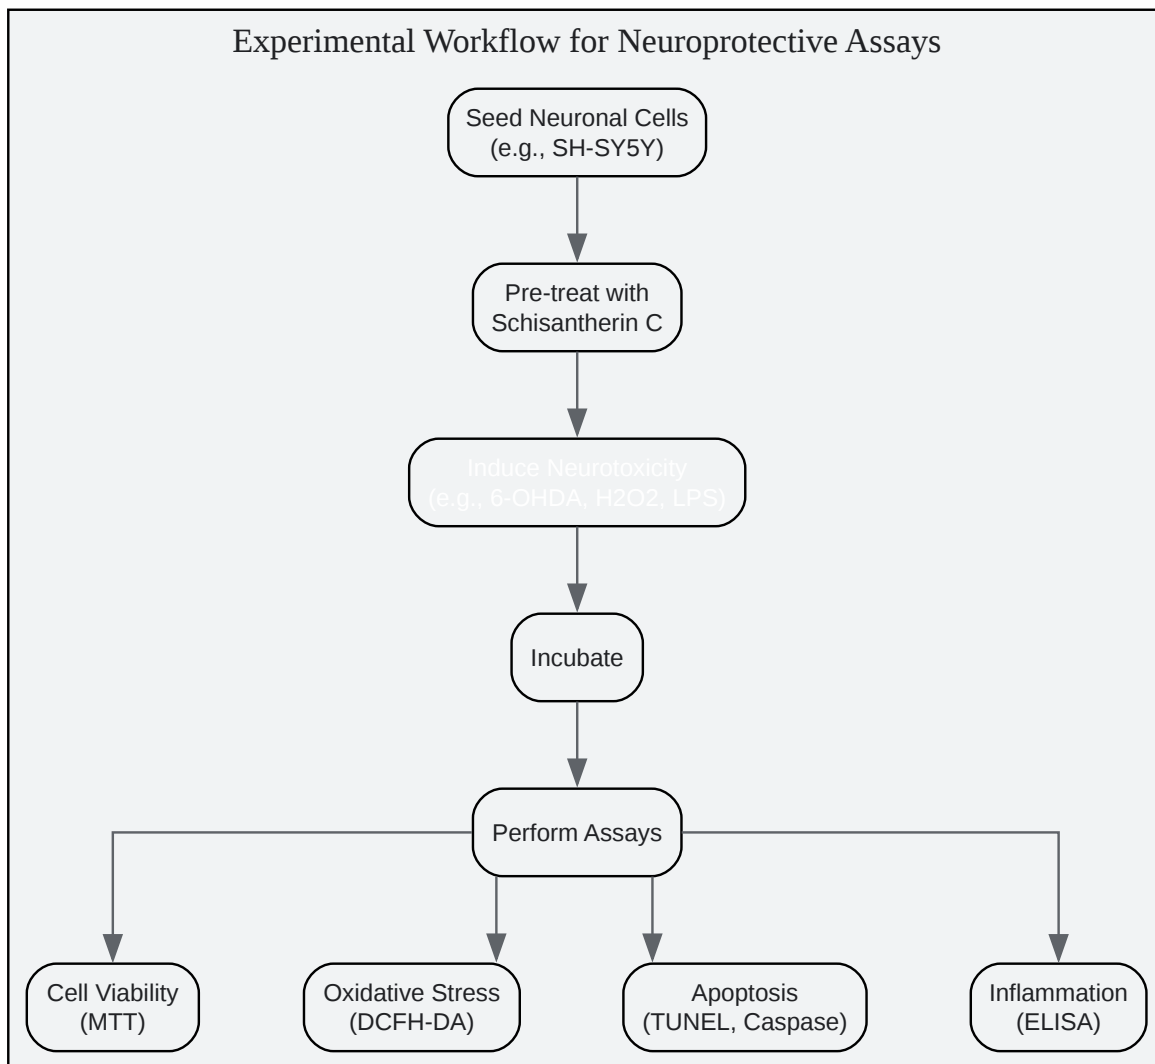 Experimental Workflow for Neuroprotective Assays
Seed Neuronal Cells
(e.g., SH-SY5Y)
Pre-treat with
Schisantherin C
Induce Neurotoxicity
(e.g., 6-OHDA, H2O2, LPS)
Incubate
Perform Assays
Cell Viability
(MTT)
Oxidative Stress
(DCFH-DA)
Apoptosis
(TUNEL, Caspase)
Inflammation
(ELISA)